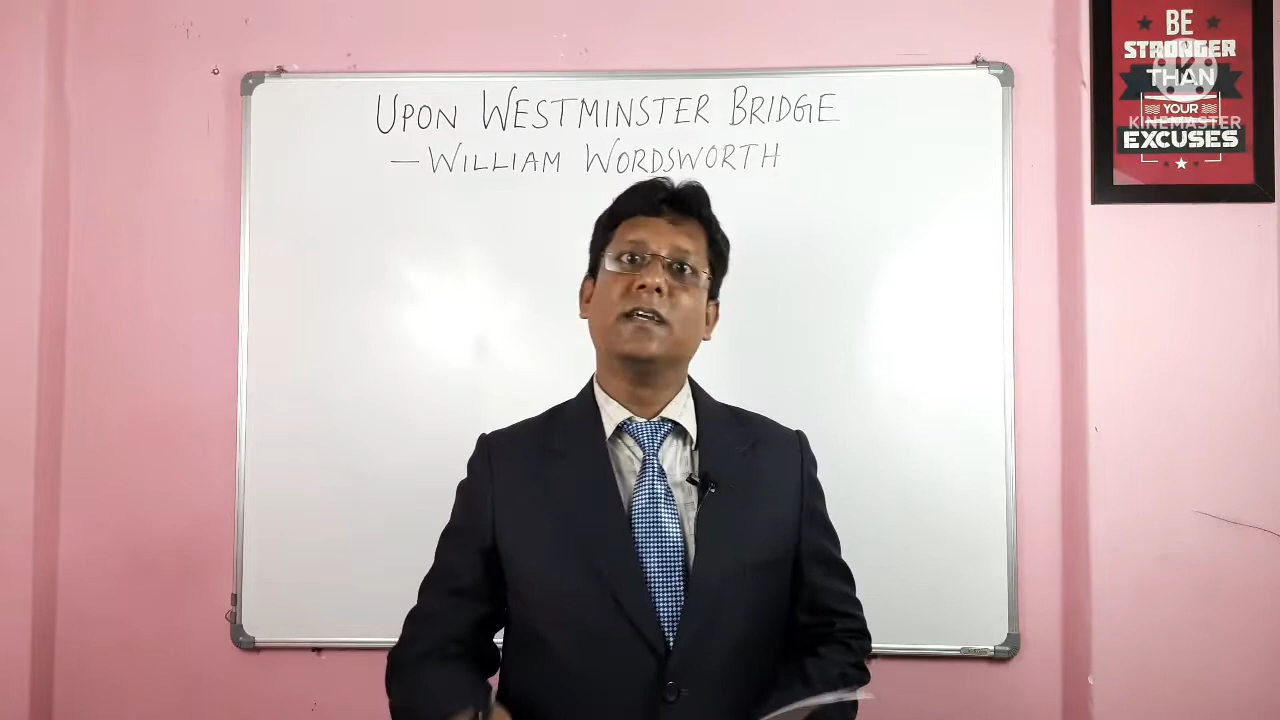 UPON WESTMINSTER BRIDGE
— WILLIAM WORDSWORTH
BE
STRONGER
THAN
YOUR
KINEMASTER
EXCUSES